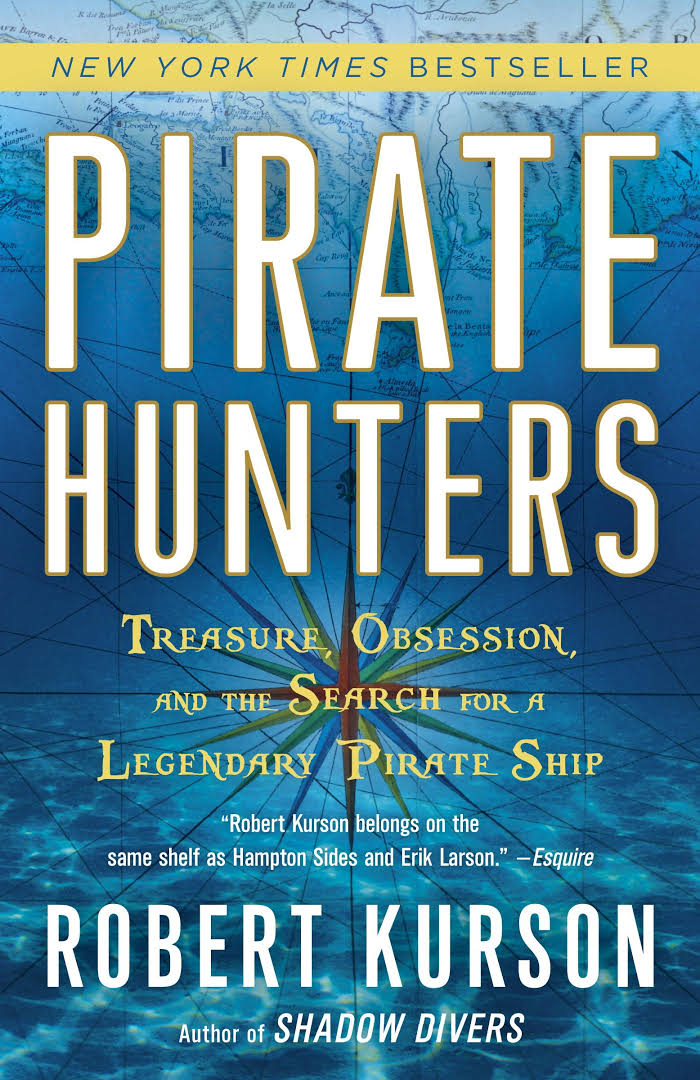 NEW YORK TIMES BESTSELLER
PIRATE
HUNTERS
TREASURE, OBSESSION,
AND THE SEARCH FOR A
LEGENDARY PIRATE SHIP
“Robert Kurson belongs on the
same shelf as Hampton Sides and Erik Larson.” —Esquire
ROBERT KURSON
Author of SHADOW DIVERS